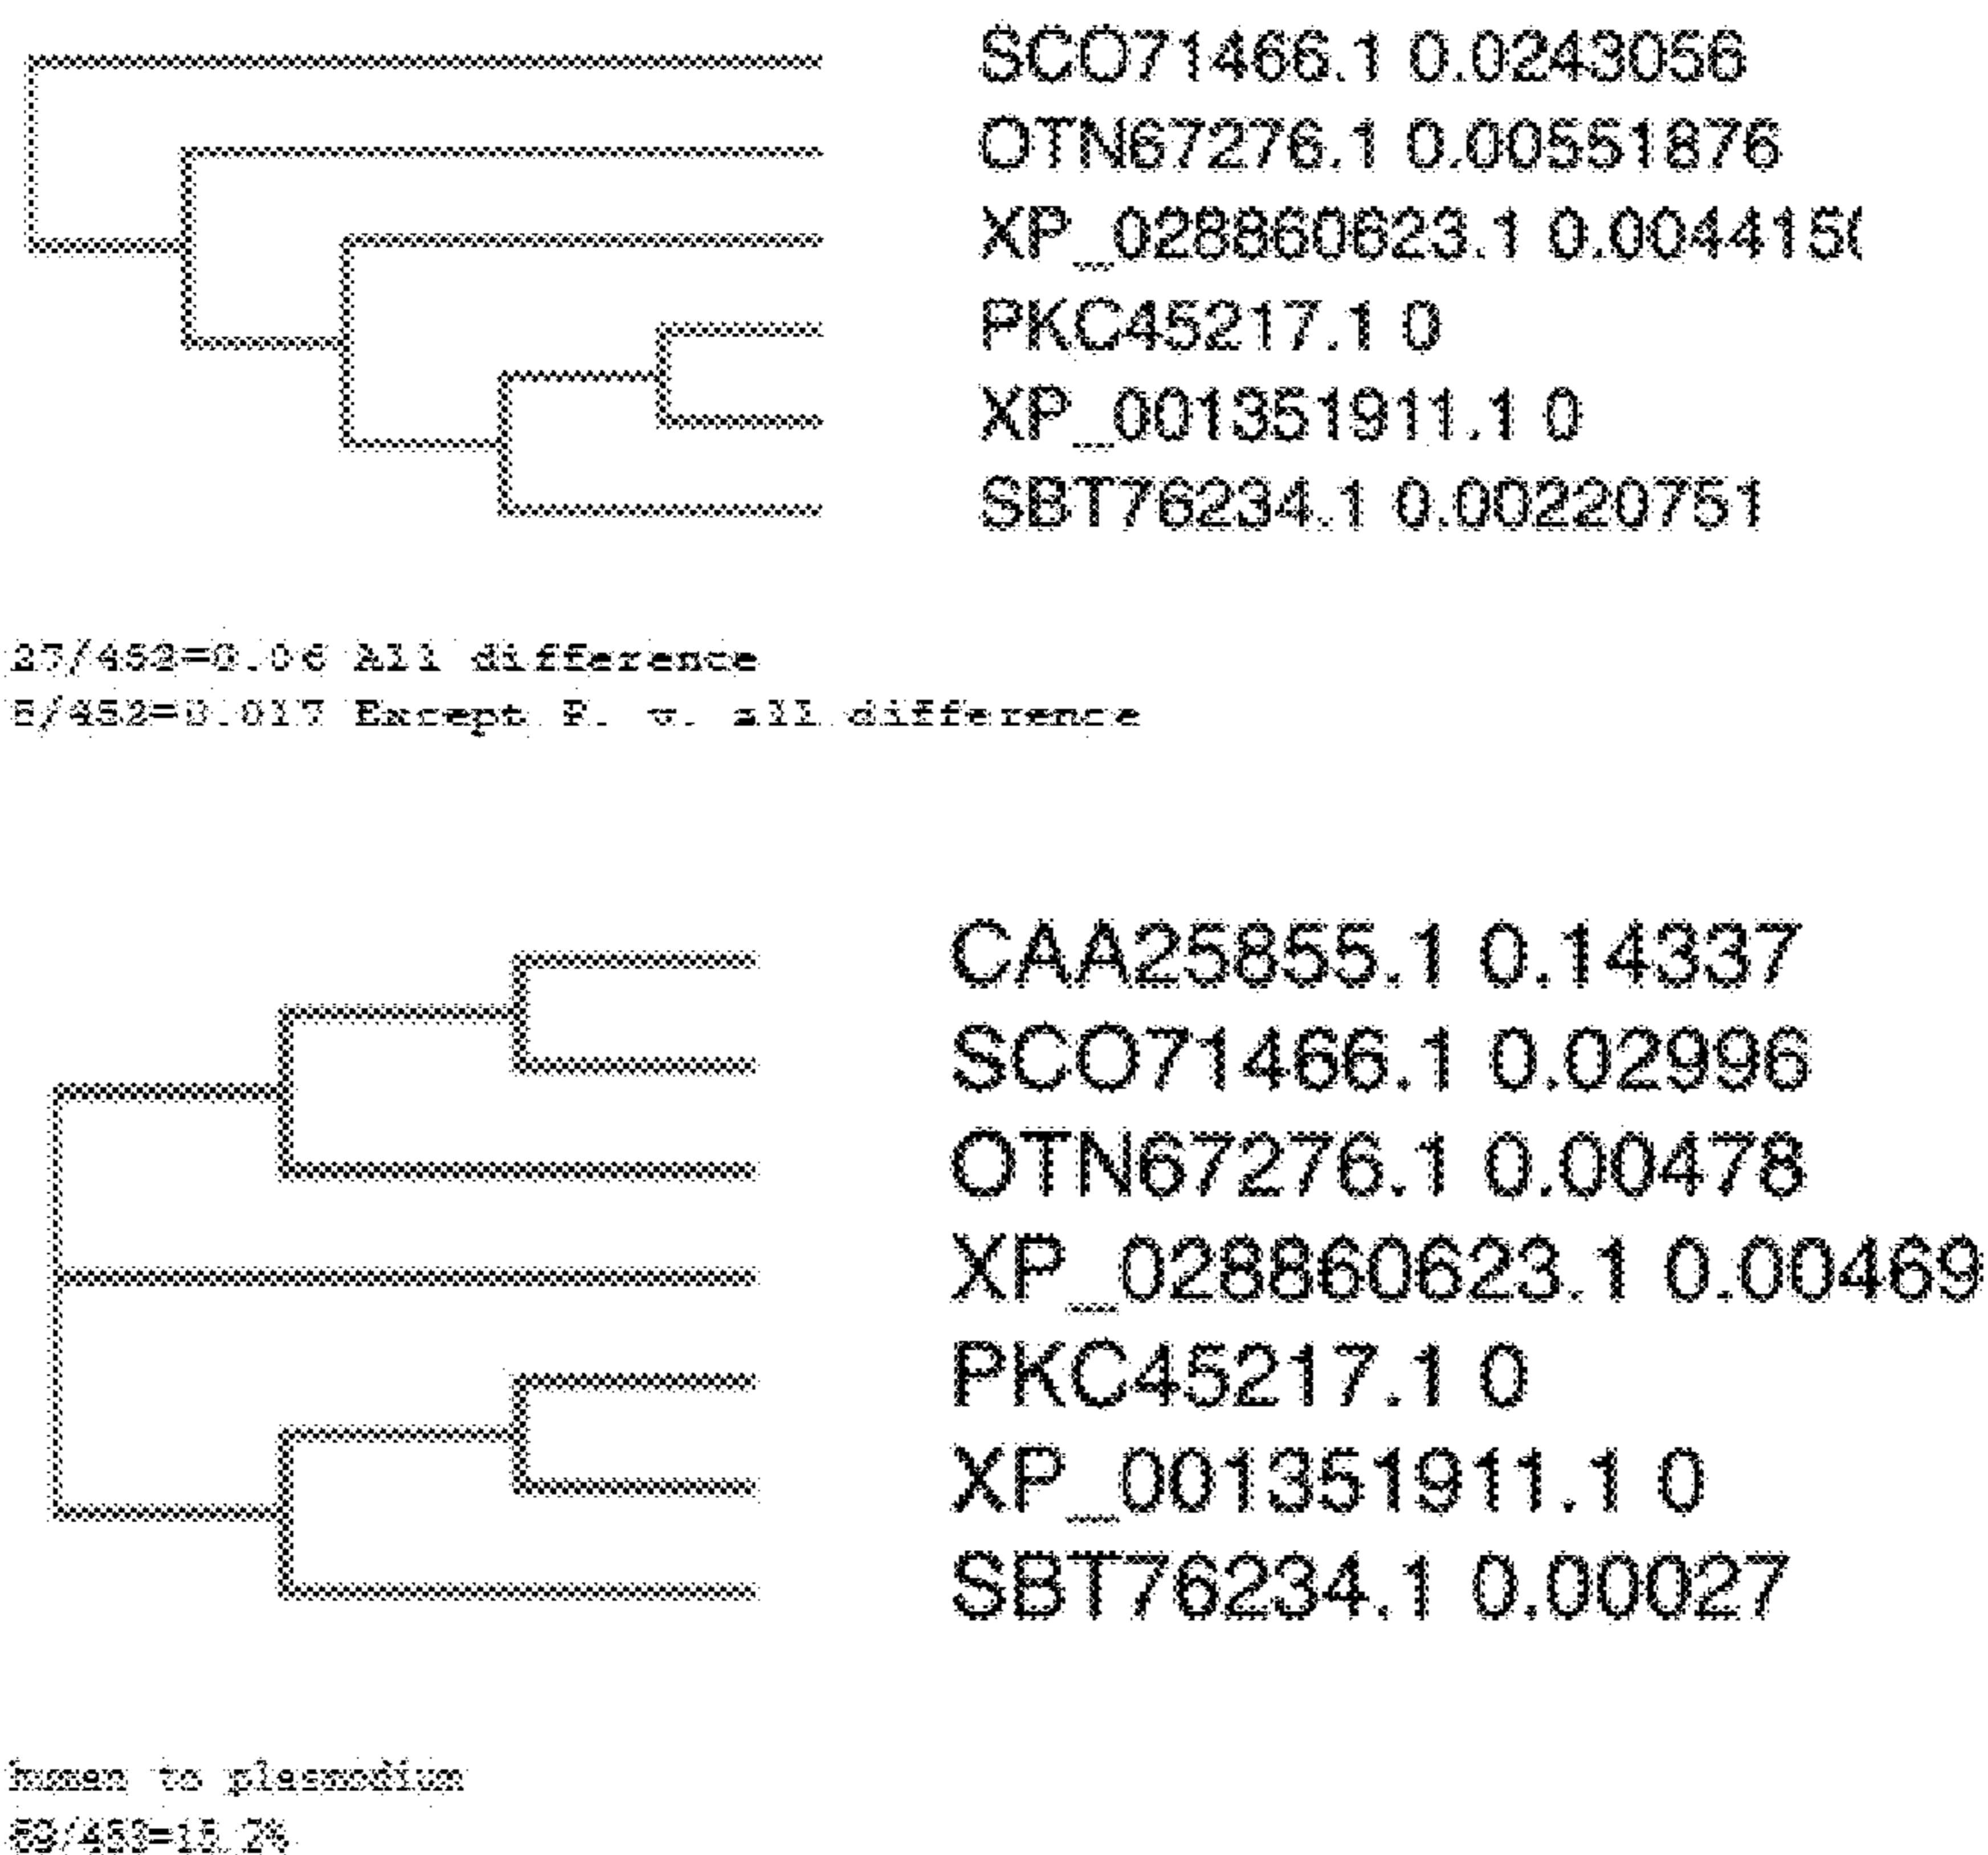 SCO71466.1 0.0243056
OTN67276.1 0.00551876
XP_028860623.1 0.004415
PKC45217.1 0
XP_001351911.1 0
SBT76234.1 0.00220751
27/452=0.06 All difference
8/452=0.017 Except P. v. all difference
CAA25855.1 0.14337
SCO71466.1 0.02996
OTN67276.1 0.00478
XP_028860623.1 0.00469
PKC45217.1 0
XP_001351911.1 0
SBT76234.1 0.00027
human to plasmodium